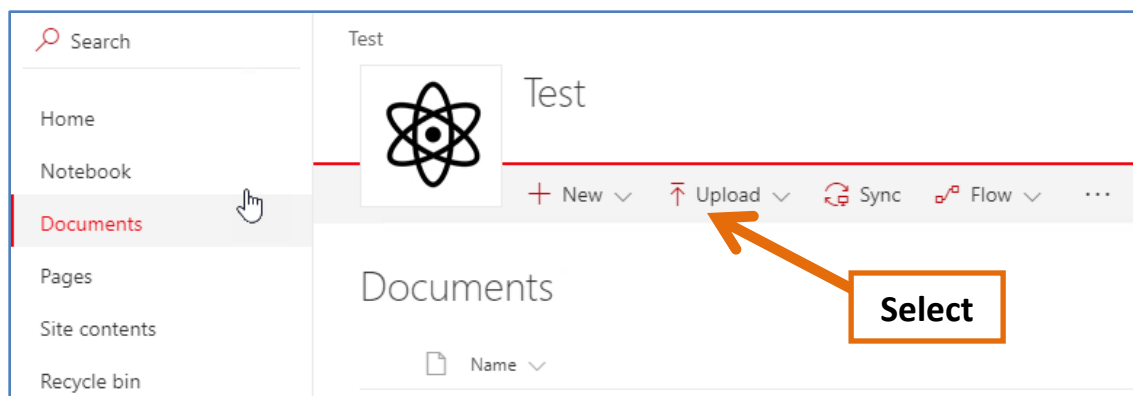 Search
Home
Notebook
Documents
Pages
Site contents
Recycle bin
Test
Test
New Upload Sync Flow ...
Select
Documents
Name